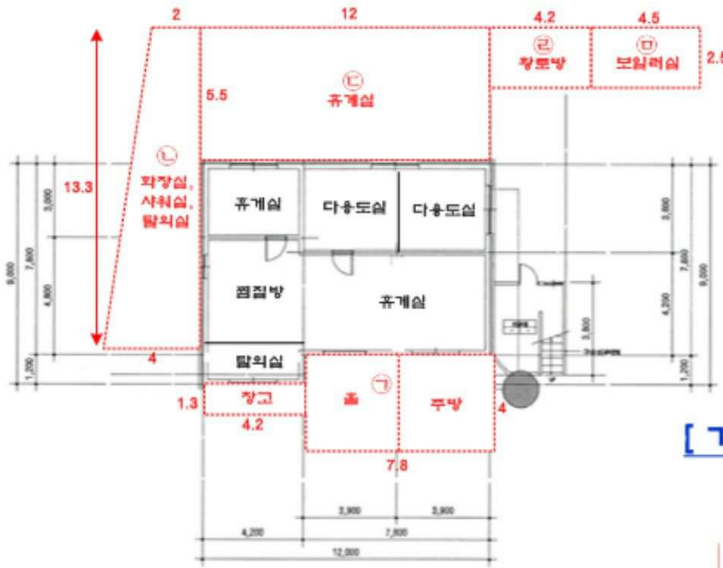 2
12
4.2
4.5
㉣
황토방
㉤
보일러실
2.5
㉢
휴게실
5.5
13.3
㉡
화장실,
샤워실,
탈의실
휴게실
다용도실
다용도실
찜질방
휴게실
탈의실
창고
1.3
4.2
홀
㉠
주방
4
4
7.8
9,000
7,800
3,000
4,800
1,200
3,600
4,200
3,600
7,800
9,000
1,200
3,900
3,900
4,200
7,800
12,000